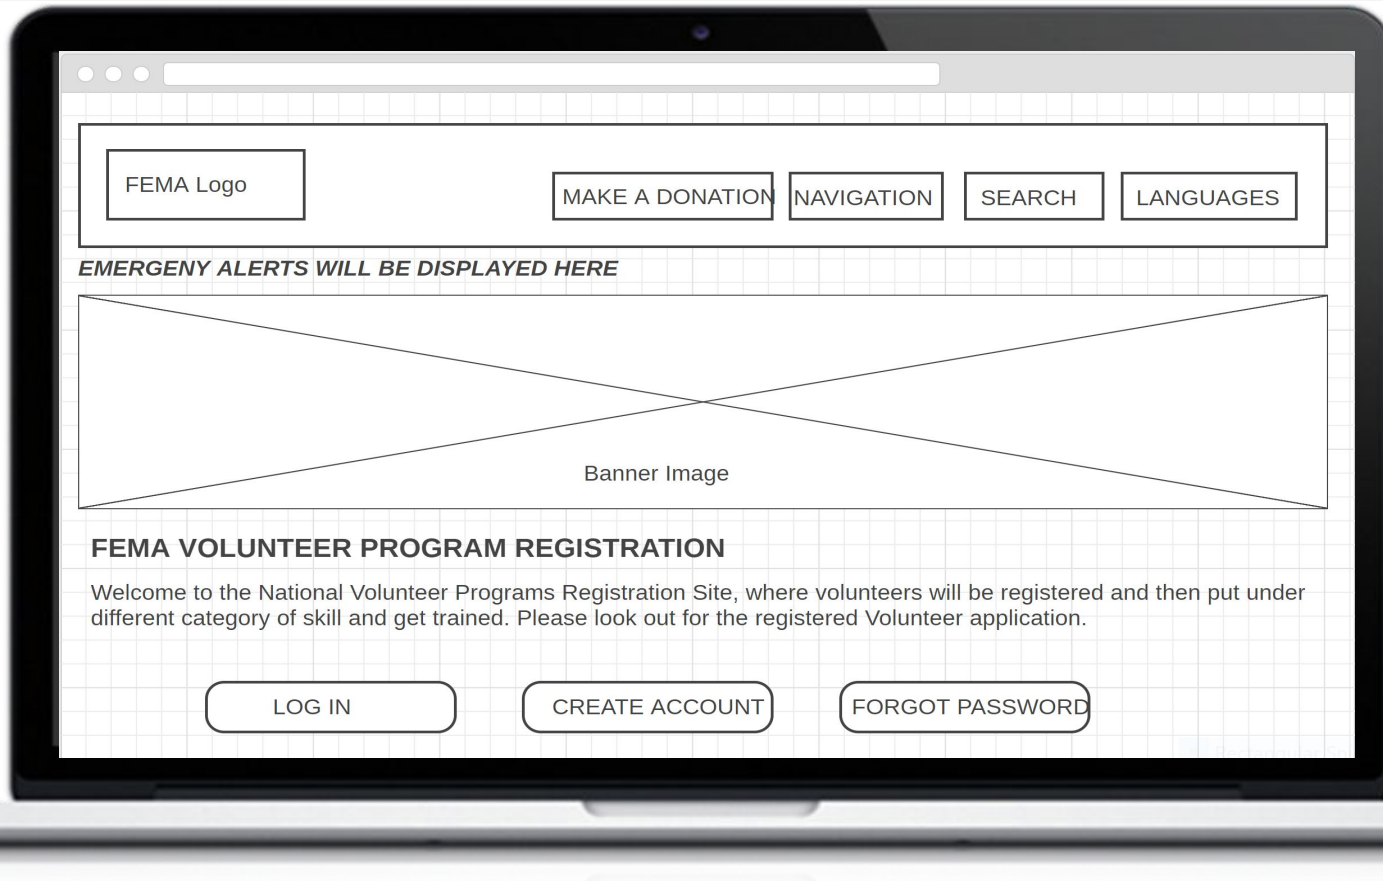 FEMA Logo
MAKE A DONATION
NAVIGATION
SEARCH
LANGUAGES
EMERGENY ALERTS WILL BE DISPLAYED HERE
Banner Image
FEMA VOLUNTEER PROGRAM REGISTRATION
Welcome to the National Volunteer Programs Registration Site, where volunteers will be registered and then put under
different category of skill and get trained. Please look out for the registered Volunteer application.
LOG IN
CREATE ACCOUNT
FORGOT PASSWORD